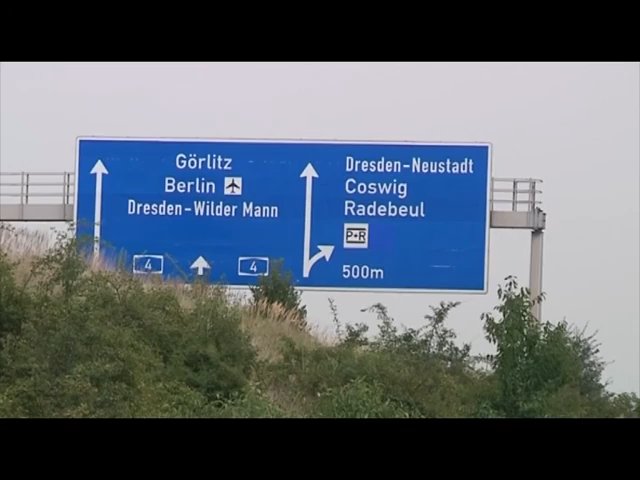 Görlitz
Berlin
Dresden-Wilder Mann
4 4
Dresden-Neustadt
Coswig
Radebeul
P+R
500m